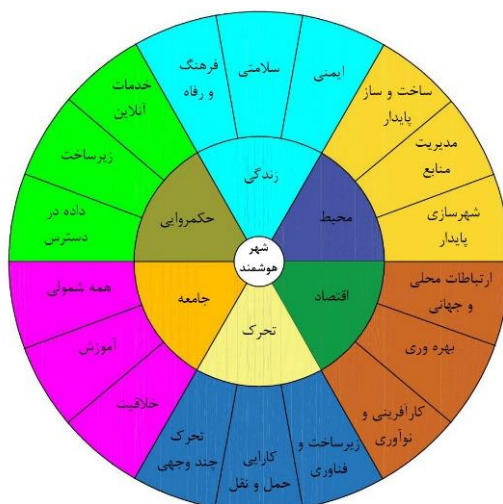 فرهنگ
و رفاه
سلامتی
ایمنی
ساخت و ساز
پایدار
مدیریت
منابع
شهرسازی
پایدار
ارتباطات محلی
و جهانی
بهره وری
کارآفرینی و
نوآوری
زیرساخت و
فناوری
کارایی
حمل و نقل
تحرک
چند وجهی
خلاقیت
آموزش
همه شمولی
داده در
دسترس
زیرساخت
خدمات
آنلاین
زندگی
محیط
اقتصاد
تحرک
جامعه
حکمروایی
شهر
هوشمند